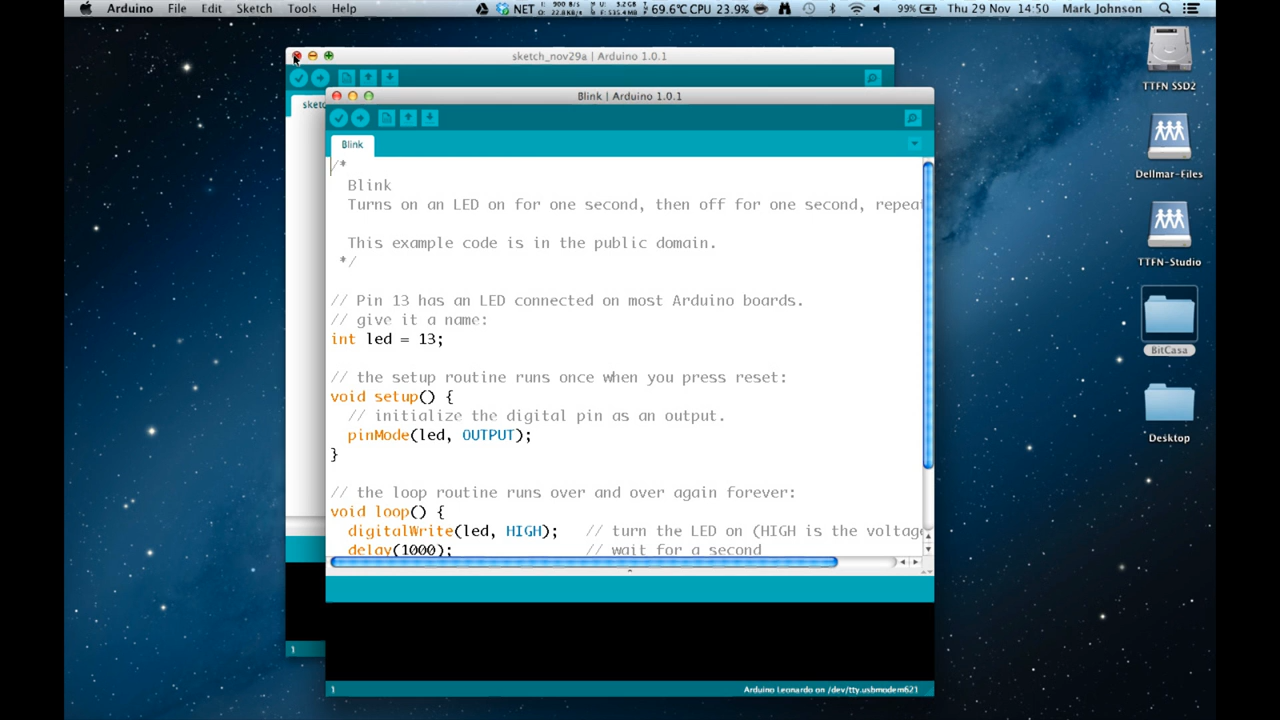 Arduino File Edit Sketch Tools Help NET 69.6°C CPU 23.9% 99% Thu 29 Nov 14:50 Mark Johnson
sketch_nov29a | Arduino 1.0.1
TTFN SSD2
Blink | Arduino 1.0.1
Blink
/*
Blink
Turns on an LED on for one second, then off for one second, repea
This example code is in the public domain.
*/
// Pin 13 has an LED connected on most Arduino boards.
// give it a name:
int led = 13;
// the setup routine runs once when you press reset:
void setup() {
// initialize the digital pin as an output.
pinMode(led, OUTPUT);
}
// the loop routine runs over and over again forever:
void loop() {
digitalWrite(led, HIGH);   // turn the LED on (HIGH is the voltage
delay(1000);               // wait for a second
1
1
Arduino Leonardo on /dev/tty.usbmodem621
Dellmar-Files
TTFN-Studio
BitCasa
Desktop